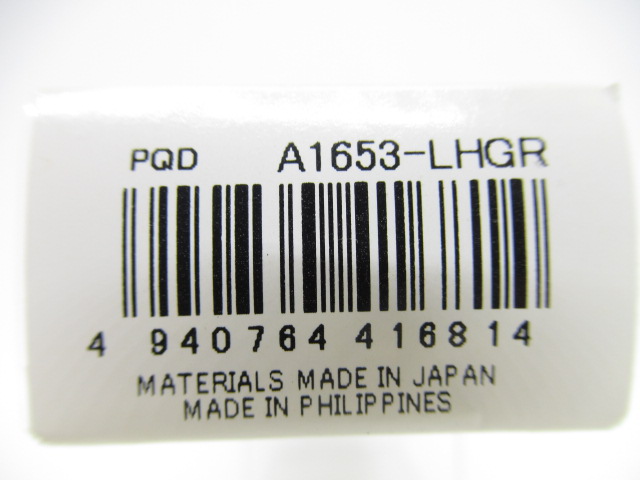 PQD A1653-LHGR
4 940764 416814
MATERIALS MADE IN JAPAN
MADE IN PHILIPPINES